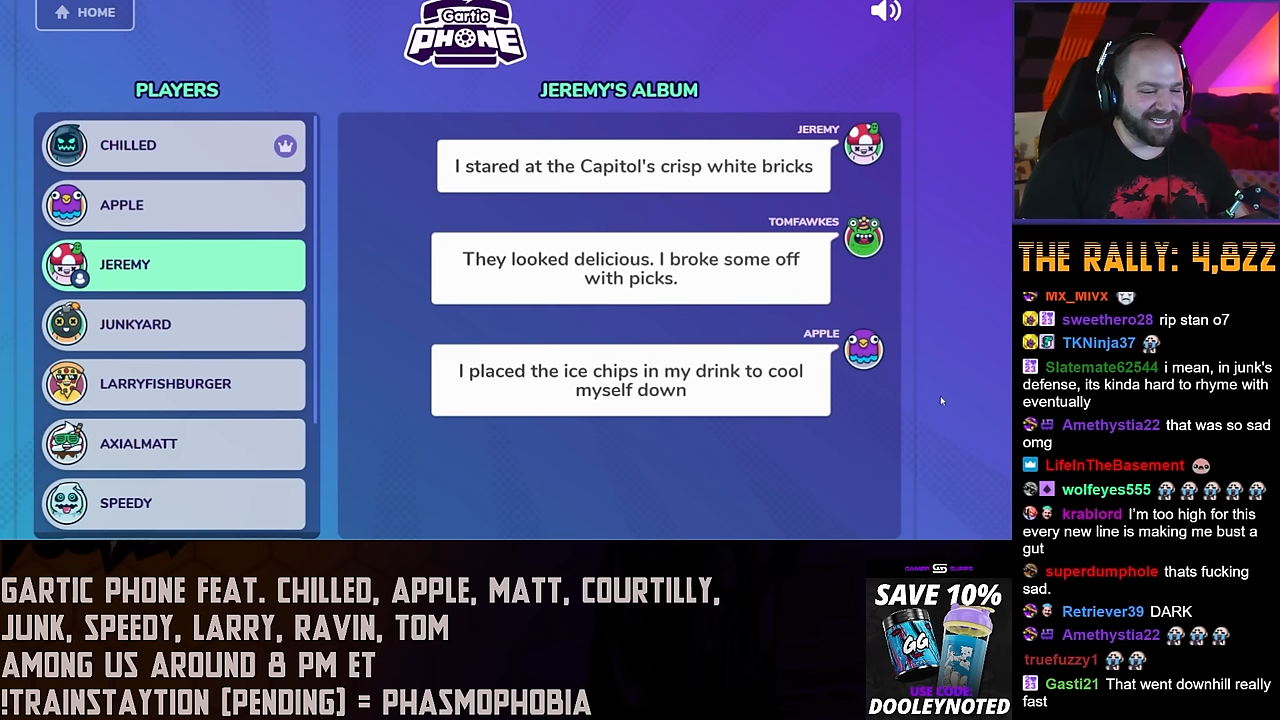 HOME
Gartic
PHONE
PLAYERS
CHILLED
APPLE
JEREMY
JUNKYARD
LARRYFISHBURGER
AXIALMATT
SPEEDY
JEREMY'S ALBUM
JEREMY
I stared at the Capitol's crisp white bricks
TOMFAWKES
They looked delicious. I broke some off
with picks.
APPLE
I placed the ice chips in my drink to cool
myself down
THE RALLY: 4,822
Mx_Mivx
sweethero28 rip stan o7
TKNinja37
Slatemate62544 i mean, in junk's
defense, its kinda hard to rhyme with
eventually
Amethystia22 that was so sad
omg
LifeInTheBasement
wolfeyes555
krablord I'm too high for this
every new line is making me bust a
gut
superdumphole thats fucking
sad.
Retriever39 DARK
Amethystia22
truefuzzy1
Gasti21 That went downhill really
fast
GARTIC PHONE FEAT. CHILLED, APPLE, MATT, COURTILLY,
JUNK, SPEEDY, LARRY, RAVIN, TOM
AMONG US AROUND 8 PM ET
!TRAINSTAYTION (PENDING) = PHASMOPHOBIA
GAMER GS SUPPS
SAVE 10%
GG
USE CODE:
DOOLEYNOTED